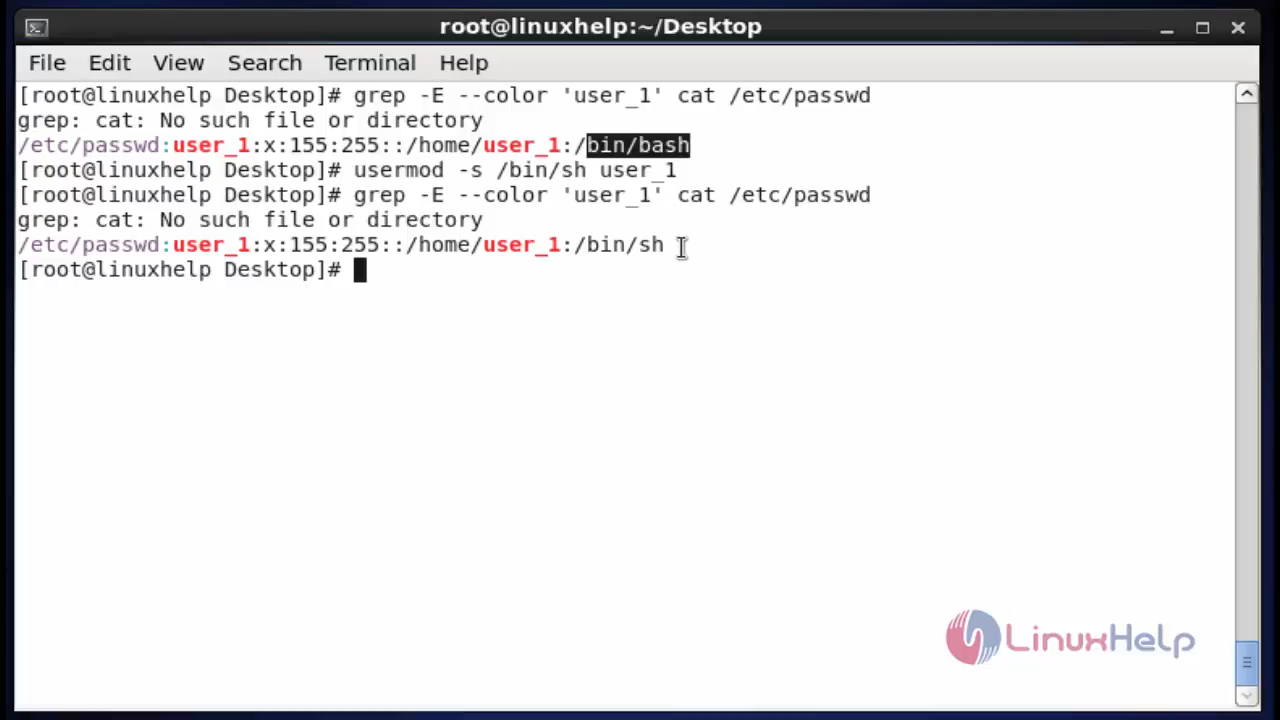 root@linuxhelp:~/Desktop
File Edit View Search Terminal Help
[root@linuxhelp Desktop]# grep -E --color 'user_1' cat /etc/passwd
grep: cat: No such file or directory
/etc/passwd:user_1:x:155:255::/home/user_1:/bin/bash
[root@linuxhelp Desktop]# usermod -s /bin/sh user_1
[root@linuxhelp Desktop]# grep -E --color 'user_1' cat /etc/passwd
grep: cat: No such file or directory
/etc/passwd:user_1:x:155:255::/home/user_1:/bin/sh
[root@linuxhelp Desktop]#
LinuxHelp